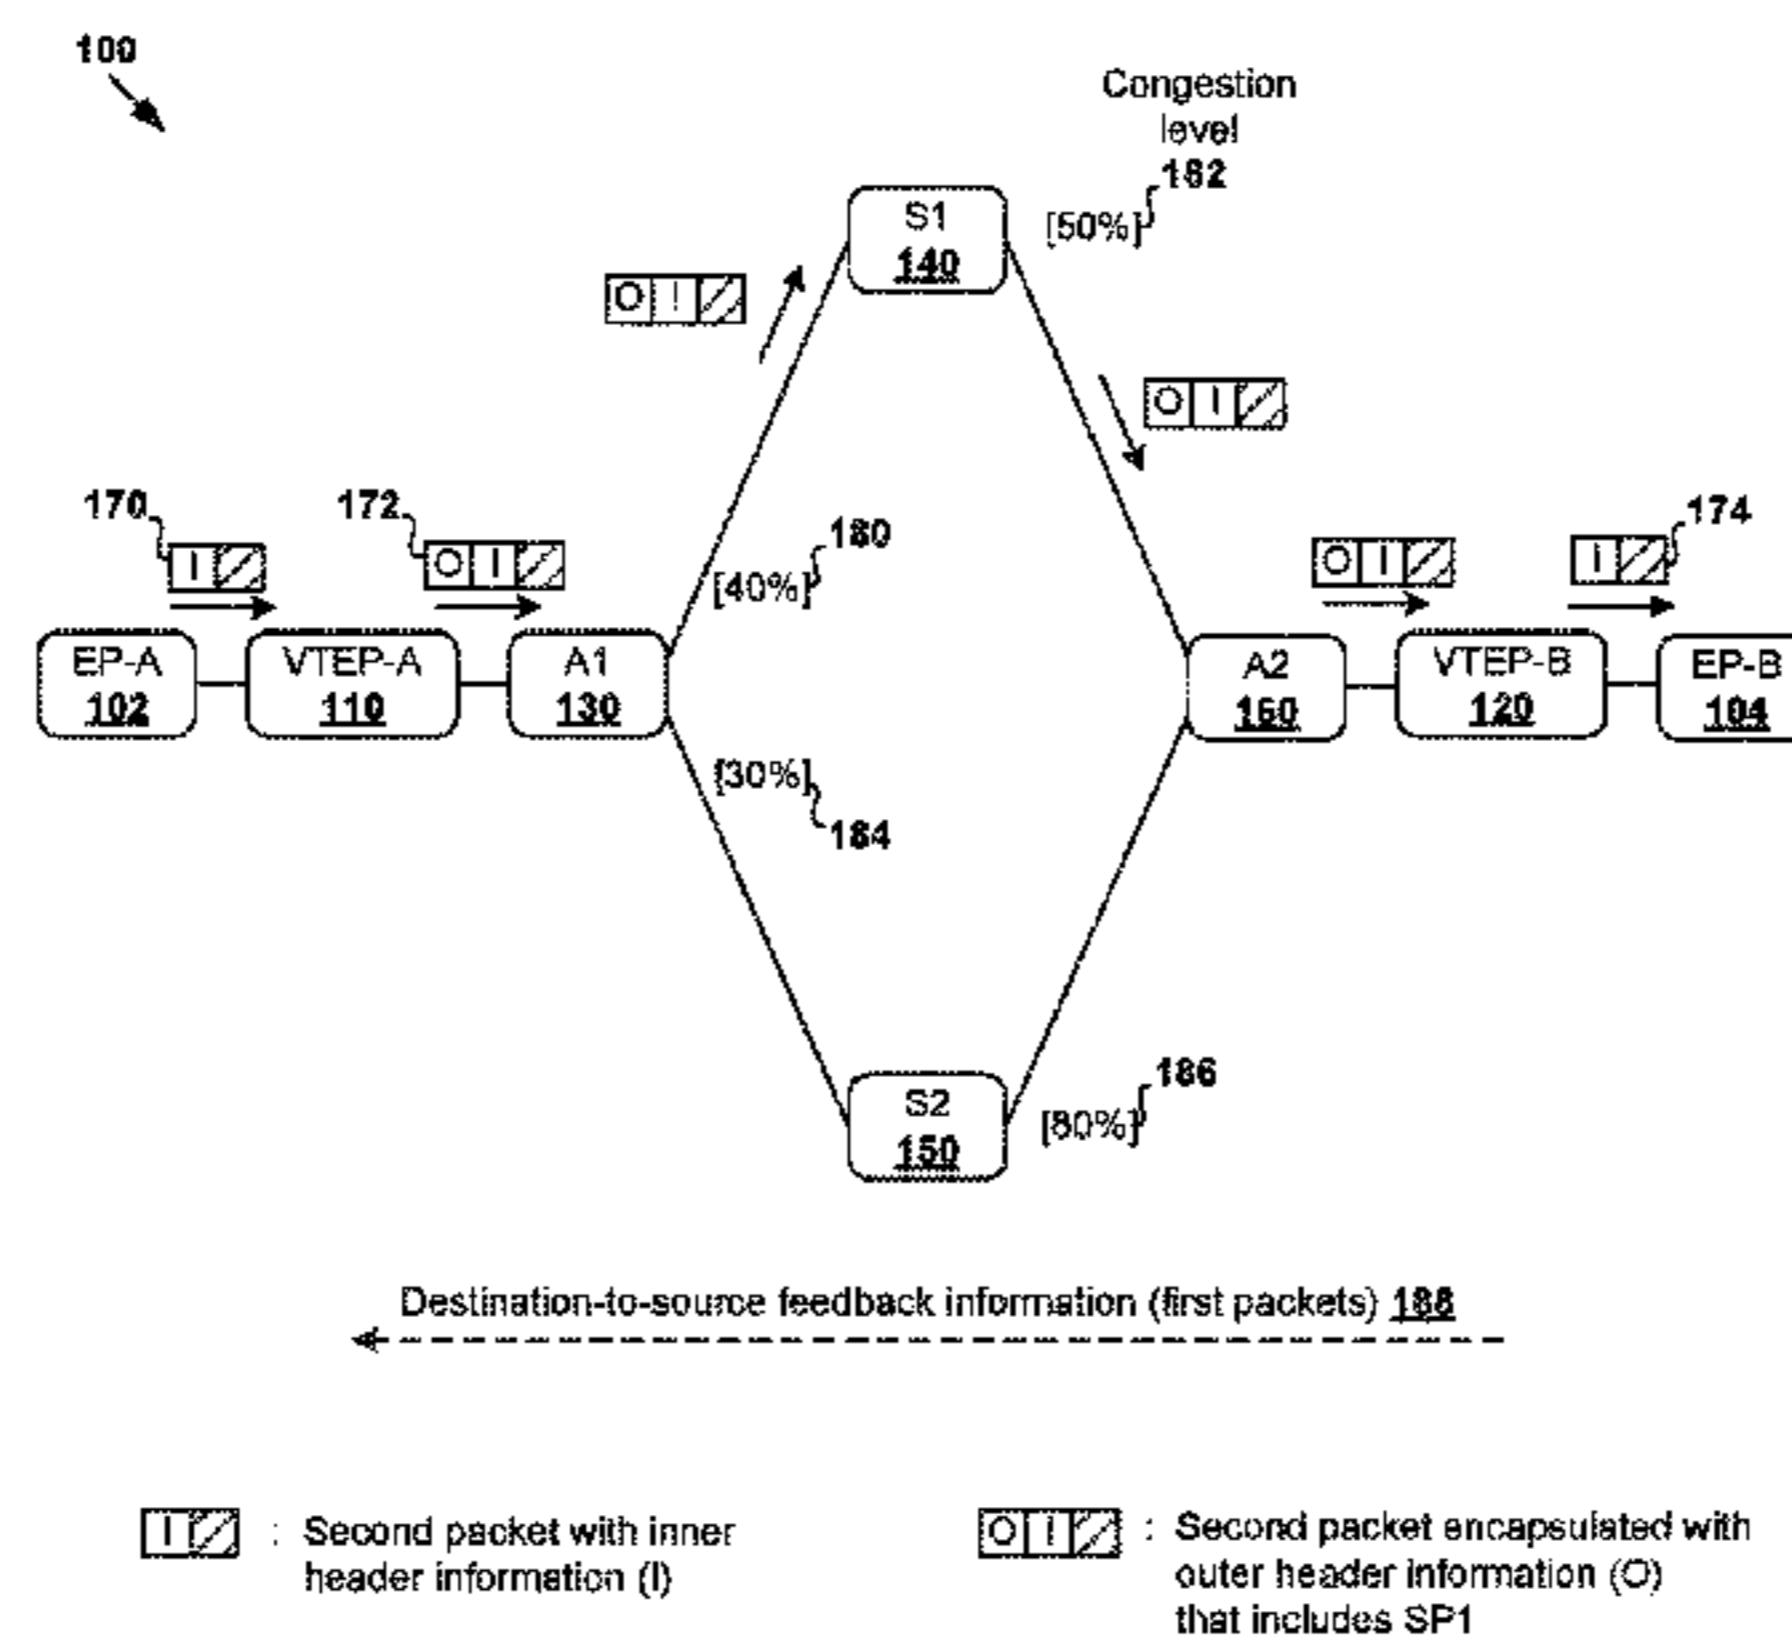 100
Congestion
level
182
S1
[50%]
140
O I
O I
170
172
180
174
I
O I
[40%]
O I
I
EP-A
VTEP-A
A1
A2
VTEP-B
EP-B
102
110
130
160
120
104
[30%]
184
186
S2
[80%]
150
Destination-to-source feedback information (first packets) 188
I : Second packet with inner
header information (I)
O I : Second packet encapsulated with
outer header information (O)
that includes SP1